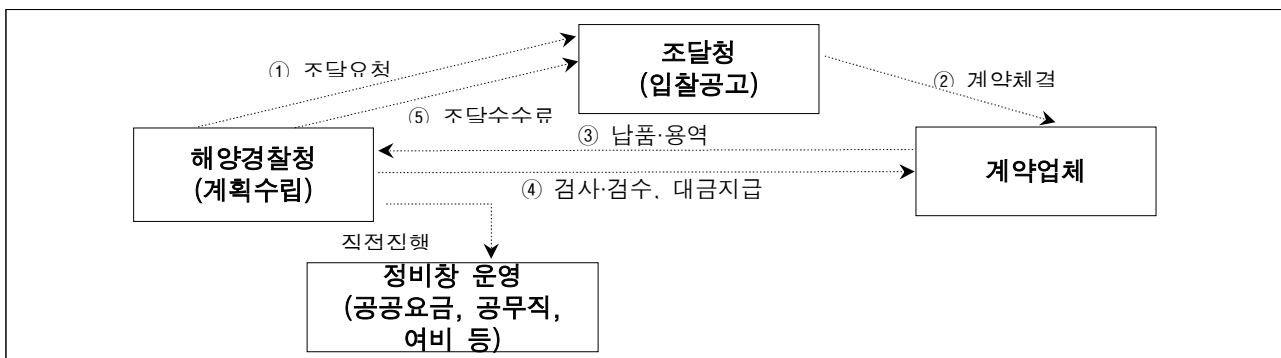 조달청
(입찰공고)
① 조달요청
② 계약체결
⑤ 조달수수료
③ 납품·용역
해양경찰청
(계획수립)
계약업체
④ 검사·검수, 대금지급
직접진행
정비창 운영
(공공요금, 공무직,
여비 등)